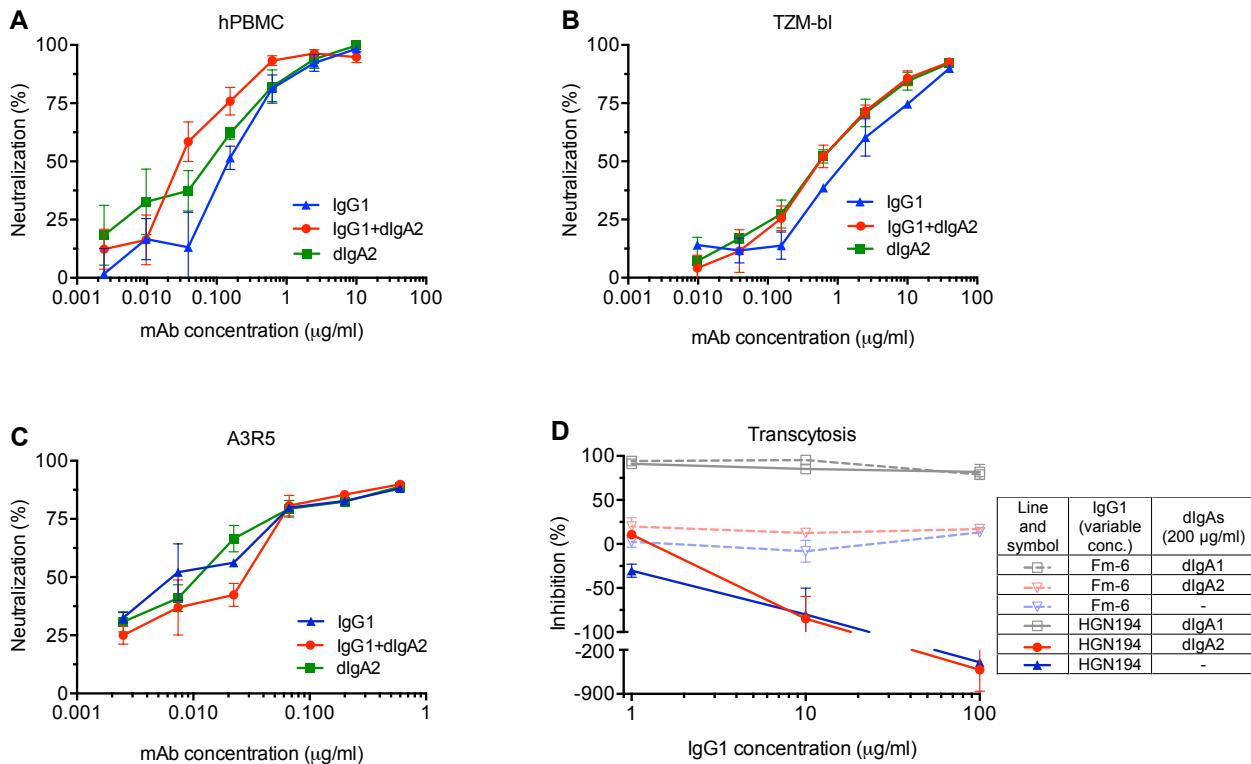 A
hPBMC
Neutralization (%)
100
75
50
25
0
IgG1
IgG1+dIgA2
dIgA2
0.001 0.010 0.100 1 10 100
mAb concentration (μg/ml)
B
TZM-bl
Neutralization (%)
100
75
50
25
0
IgG1
IgG1+dIgA2
dIgA2
0.001 0.010 0.100 1 10 100
mAb concentration (μg/ml)
C
A3R5
Neutralization (%)
100
75
50
25
0
IgG1
IgG1+dIgA2
dIgA2
0.001 0.010 0.100 1
mAb concentration (μg/ml)
D
Transcytosis
Inhibition (%)
100
50
0
-50
-100
-200
-900
1 10 100
IgG1 concentration (μg/ml)
Line and symbol IgG1 (variable conc.) dIgAs (200 μg/ml)
Fm-6 dIgA1
Fm-6 dIgA2
Fm-6 -
HGN194 dIgA1
HGN194 dIgA2
HGN194 -